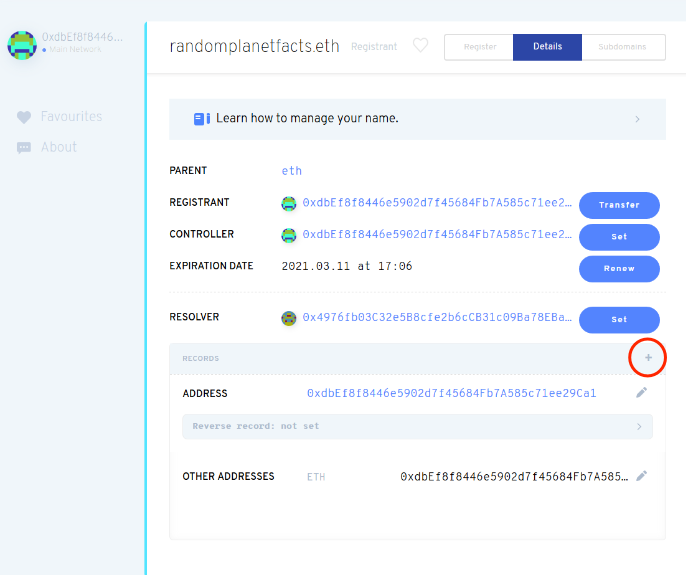 0xdbEf8f8446...
Main Network
Favourites
About
randomplanetfacts.eth
Registrant
Register
Details
Subdomains
Learn how to manage your name.
PARENT eth
REGISTRANT 0xdbEf8f8446e5902d7f45684Fb7A585c71ee2... Transfer
CONTROLLER 0xdbEf8f8446e5902d7f45684Fb7A585c71ee2... Set
EXPIRATION DATE 2021.03.11 at 17:06 Renew
RESOLVER 0x4976fb03C32e5B8cfe2b6cCB31c09Ba78EBa... Set
RECORDS +
ADDRESS 0xdbEf8f8446e5902d7f45684Fb7A585c71ee29Ca1
Reverse record: not set
OTHER ADDRESSES ETH 0xdbEf8f8446e5902d7f45684Fb7A585...